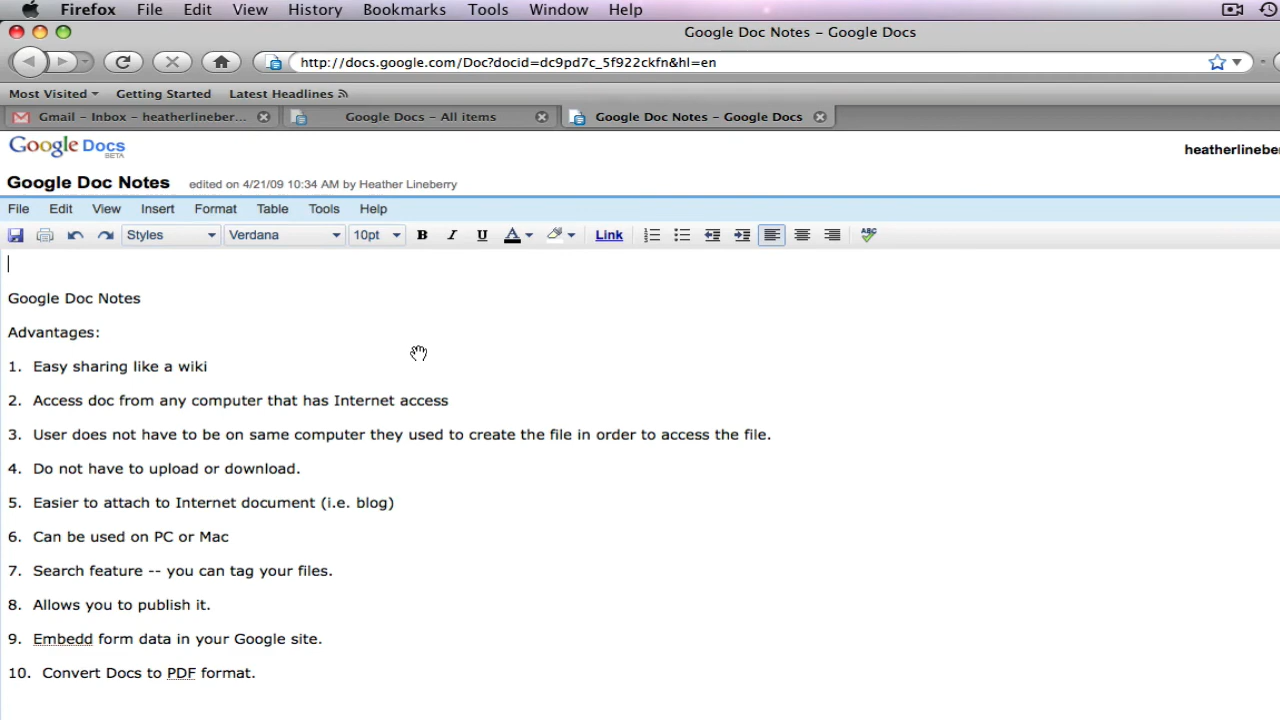 Firefox File Edit View History Bookmarks Tools Window Help
Google Doc Notes – Google Docs
http://docs.google.com/Doc?docid=dc9pd7c_5f922ckfn&hl=en
Most Visited Getting Started Latest Headlines
Gmail – Inbox – heatherlineber... Google Docs – All items Google Doc Notes – Google Docs
Google Docs
BETA
heatherlineber
Google Doc Notes edited on 4/21/09 10:34 AM by Heather Lineberry
File Edit View Insert Format Table Tools Help
Styles Verdana 10pt B I U A Link ABC
Google Doc Notes
Advantages:
1. Easy sharing like a wiki
2. Access doc from any computer that has Internet access
3. User does not have to be on same computer they used to create the file in order to access the file.
4. Do not have to upload or download.
5. Easier to attach to Internet document (i.e. blog)
6. Can be used on PC or Mac
7. Search feature -- you can tag your files.
8. Allows you to publish it.
9. Embedd form data in your Google site.
10. Convert Docs to PDF format.